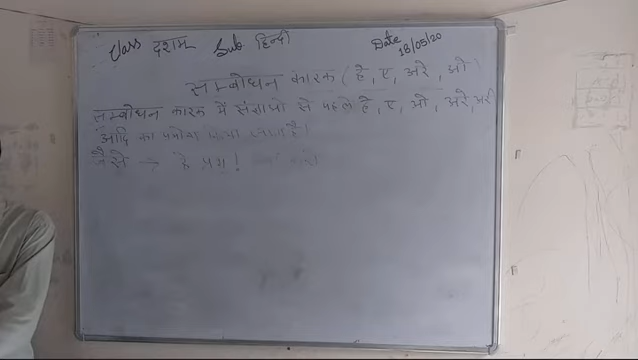 Class दशम Sub हिन्दी Date 18/05/20
सम्बोधन कारक (हे, ए, अरे, ओ)
सम्बोधन कारक में संज्ञाओ से पहले हे, ए, ओ, अरे, अरी
आदि का प्रयोग किया जाता है।
जैसे → हे प्रभु!